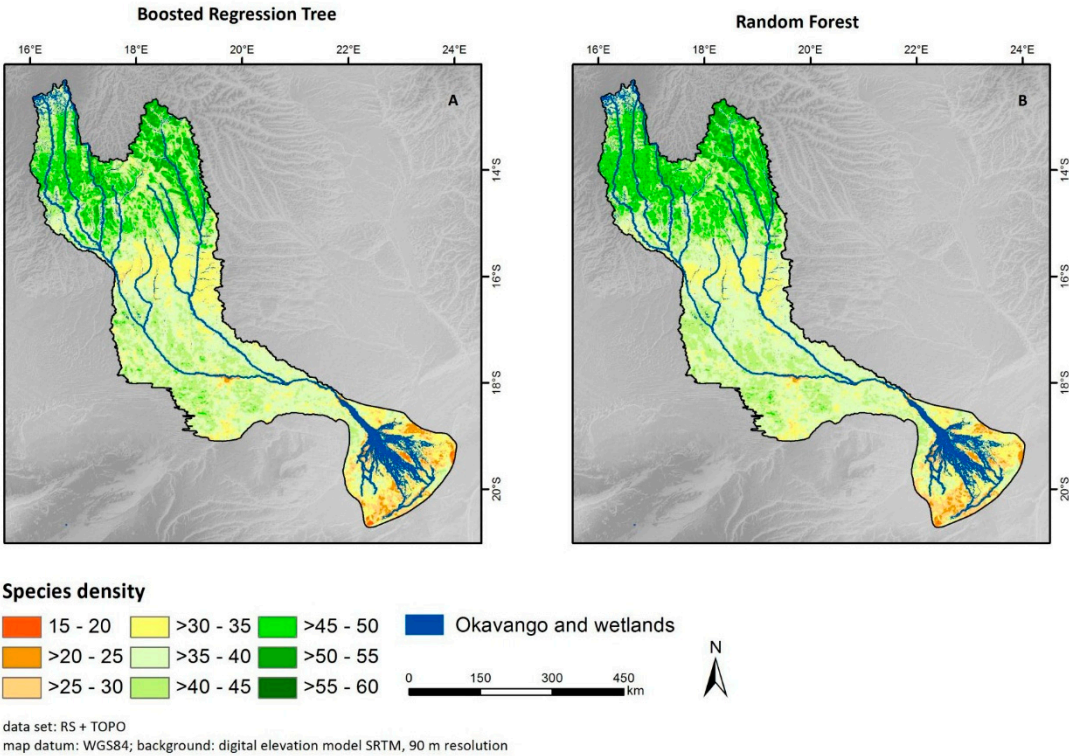 Boosted Regression Tree
Random Forest
16°E 18°E 20°E 22°E 24°E
16°E 18°E 20°E 22°E 24°E
A
B
14°S
16°S
18°S
20°S
14°S
16°S
18°S
20°S
Species density
15 - 20 >30 - 35 >45 - 50 Okavango and wetlands
>20 - 25 >35 - 40 >50 - 55
>25 - 30 >40 - 45 >55 - 60
0 150 300 450
km
N
data set: RS + TOPO
map datum: WGS84; background: digital elevation model SRTM, 90 m resolution